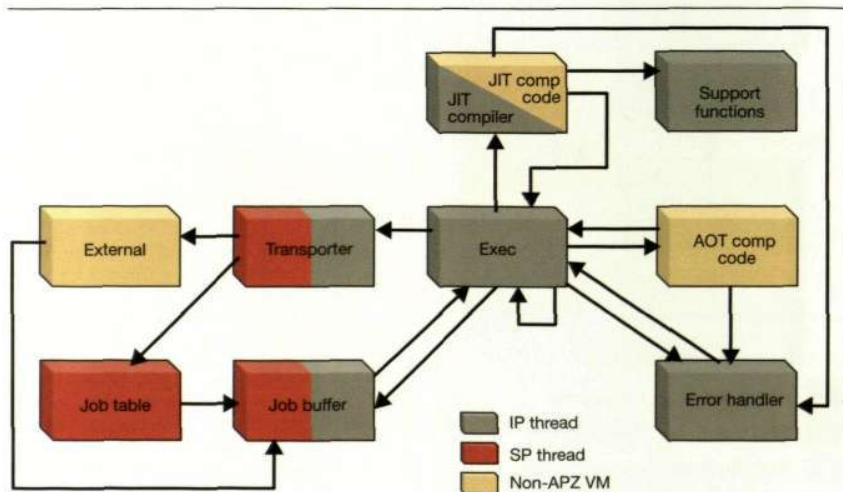 JIT comp
code
JIT
compiler
Support
functions
External
Transporter
Exec
AOT comp
code
Job table
Job buffer
Error handler
IP thread
SP thread
Non-APZ VM